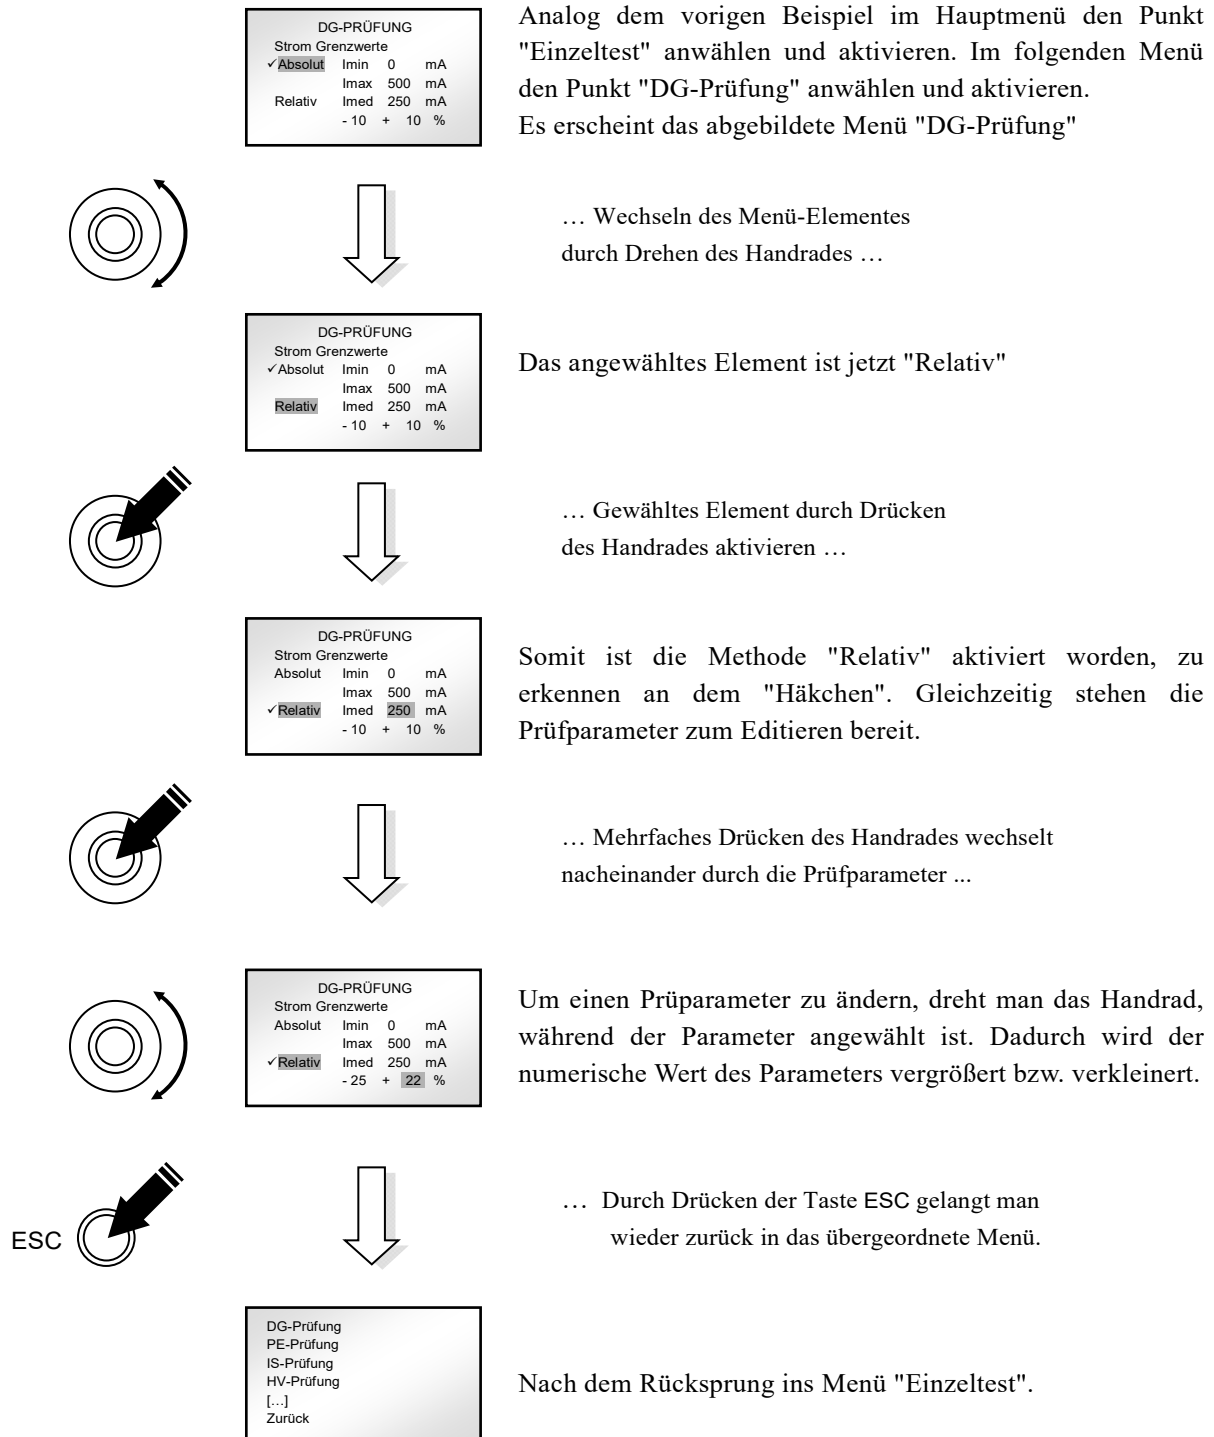 DG-PRÜFUNG
Strom Grenzwerte
✓Absolut Imin 0 mA
Imax 500 mA
Relativ Imed 250 mA
- 10 + 10 %
Analog dem vorigen Beispiel im Hauptmenü den Punkt
"Einzeltest" anwählen und aktivieren. Im folgenden Menü
den Punkt "DG-Prüfung" anwählen und aktivieren.
Es erscheint das abgebildete Menü "DG-Prüfung"
… Wechseln des Menü-Elementes
durch Drehen des Handrades …
DG-PRÜFUNG
Strom Grenzwerte
✓Absolut Imin 0 mA
Imax 500 mA
Relativ Imed 250 mA
- 10 + 10 %
Das angewähltes Element ist jetzt "Relativ"
… Gewähltes Element durch Drücken
des Handrades aktivieren …
DG-PRÜFUNG
Strom Grenzwerte
Absolut Imin 0 mA
Imax 500 mA
✓Relativ Imed 250 mA
- 10 + 10 %
Somit ist die Methode "Relativ" aktiviert worden, zu
erkennen an dem "Häkchen". Gleichzeitig stehen die
Prüfparameter zum Editieren bereit.
… Mehrfaches Drücken des Handrades wechselt
nacheinander durch die Prüfparameter ...
DG-PRÜFUNG
Strom Grenzwerte
Absolut Imin 0 mA
Imax 500 mA
✓Relativ Imed 250 mA
- 25 + 22 %
Um einen Prüparameter zu ändern, dreht man das Handrad,
während der Parameter angewählt ist. Dadurch wird der
numerische Wert des Parameters vergrößert bzw. verkleinert.
ESC
… Durch Drücken der Taste ESC gelangt man
wieder zurück in das übergeordnete Menü.
DG-Prüfung
PE-Prüfung
IS-Prüfung
HV-Prüfung
[…]
Zurück
Nach dem Rücksprung ins Menü "Einzeltest".